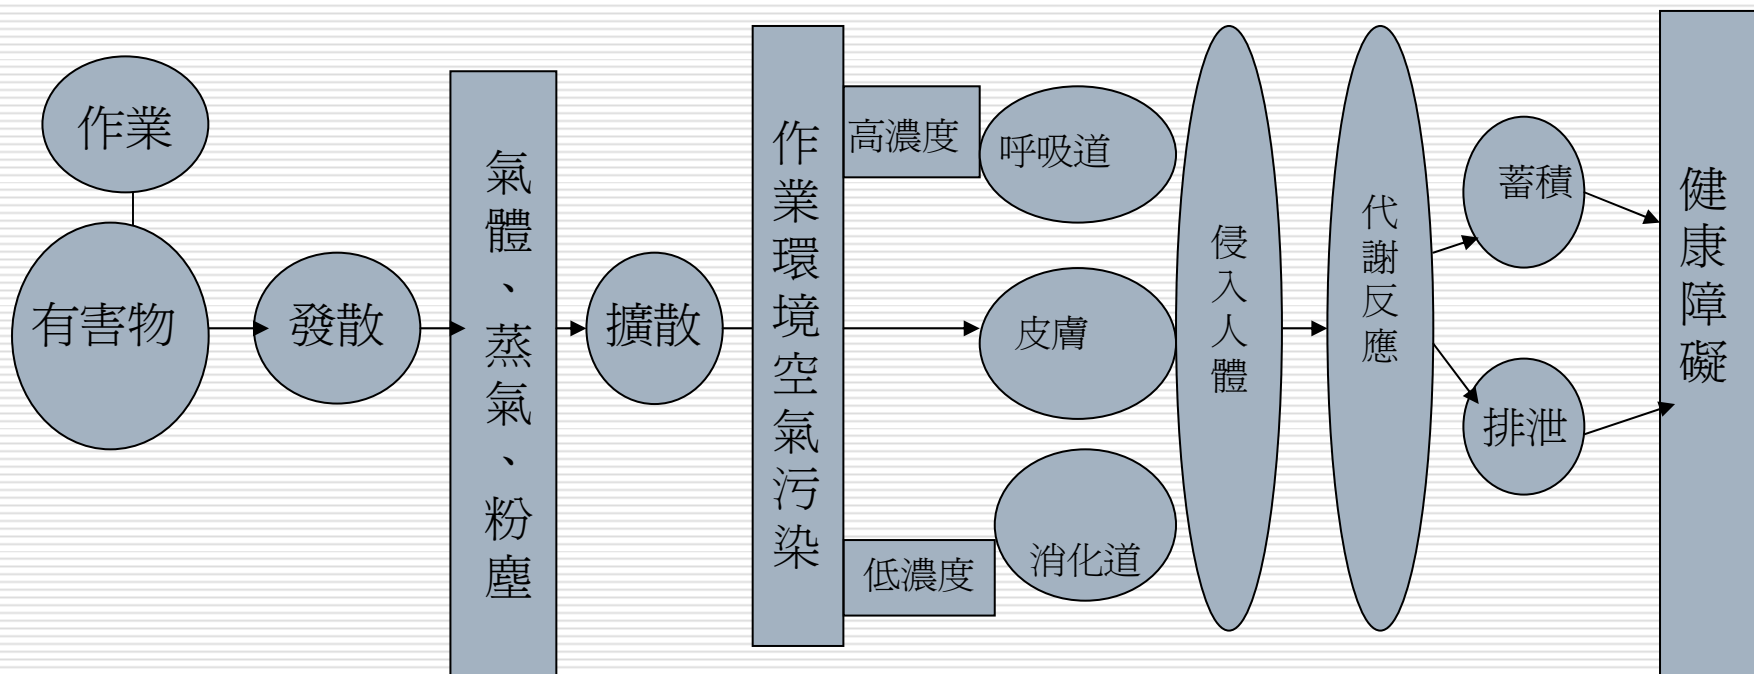 作業
有害物
發散
氣體、蒸氣、粉塵
擴散
作業環境空氣污染
高濃度
低濃度
呼吸道
皮膚
消化道
侵入人體
代謝反應
蓄積
排泄
健康障礙